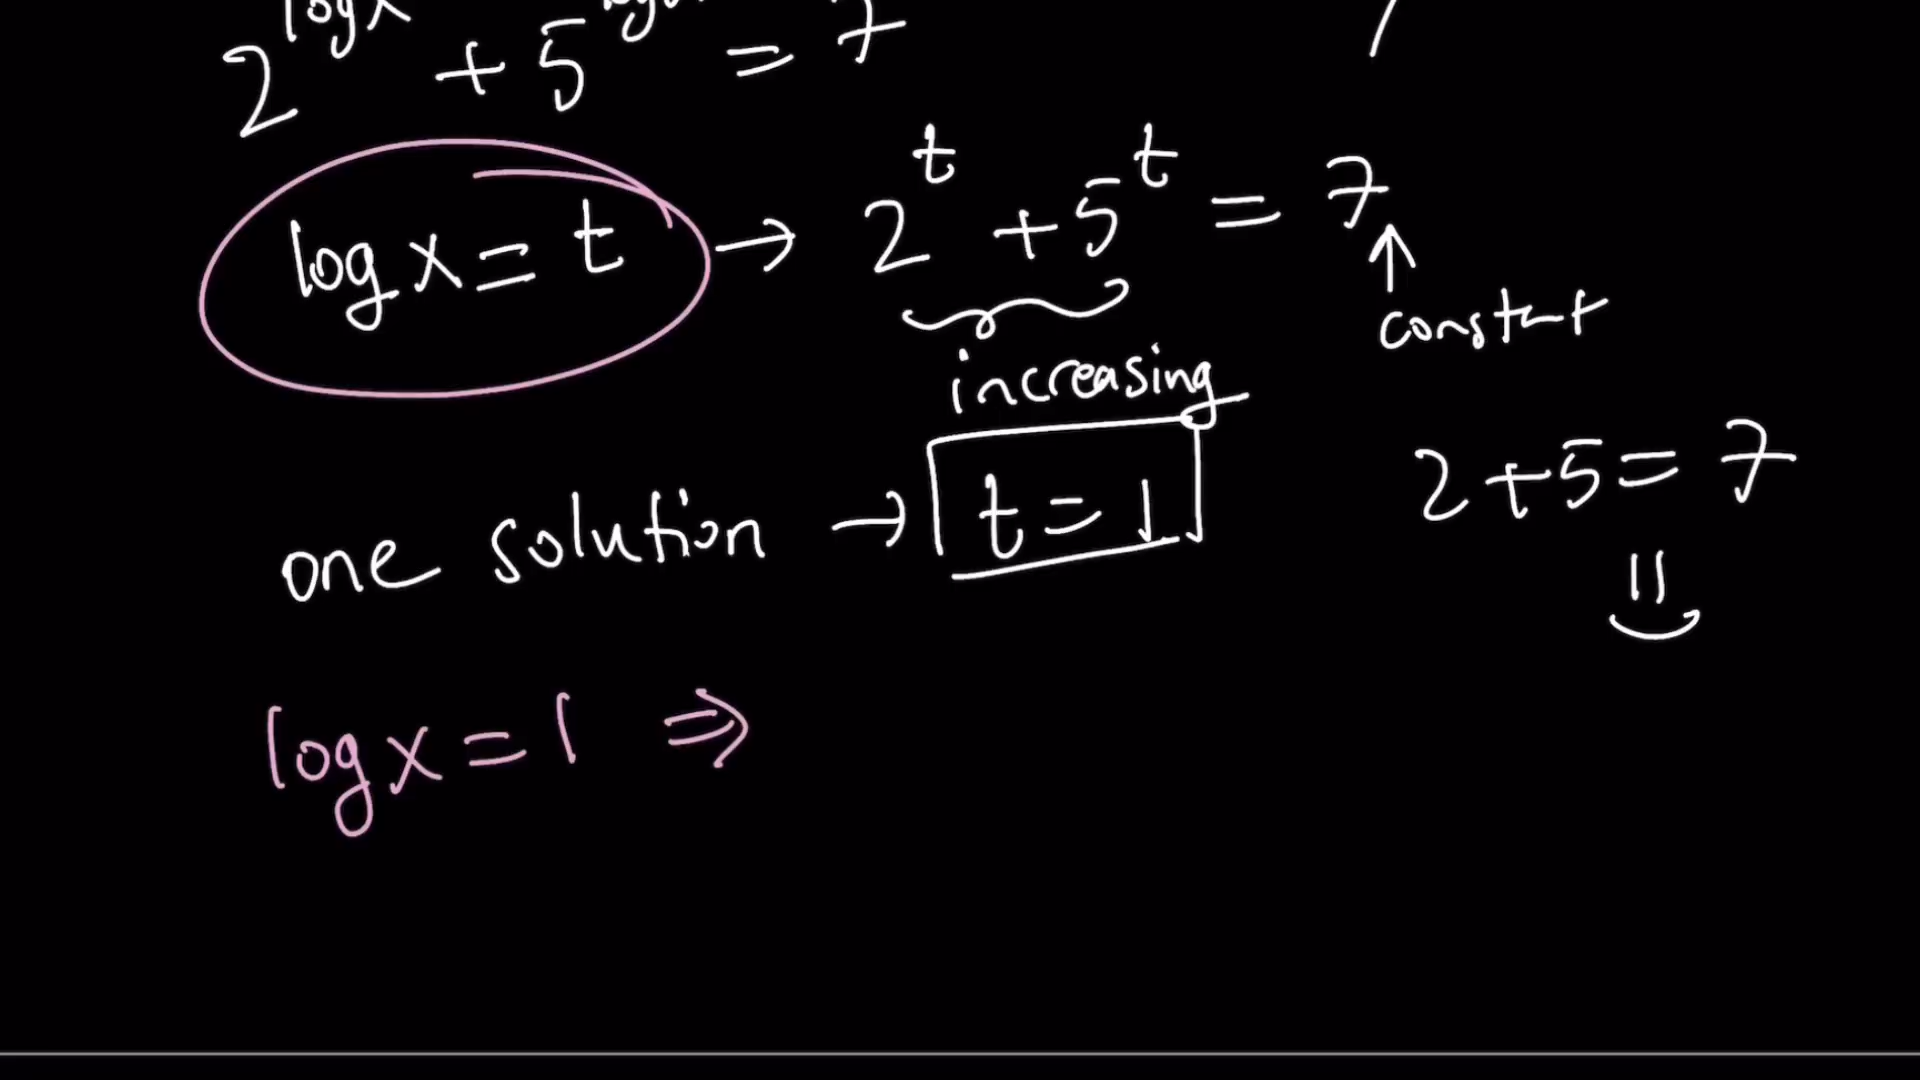 2^log x + 5^log x = 7
log x = t → 2^t + 5^t = 7
↑
constant
increasing
one solution → t = 1
2 + 5 = 7
log x = 1 ⇒